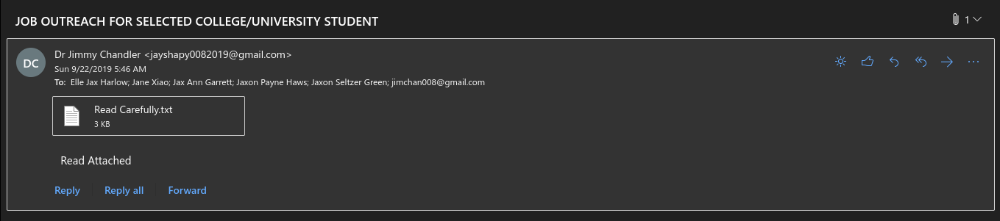 JOB OUTREACH FOR SELECTED COLLEGE/UNIVERSITY STUDENT
1
DC
Dr Jimmy Chandler <jayshapy0082019@gmail.com>
Sun 9/22/2019 5:46 AM
To: Elle Jax Harlow; Jane Xiao; Jax Ann Garrett; Jaxon Payne Haws; Jaxon Seltzer Green; jimchan008@gmail.com
Read Carefully.txt
3 KB
Read Attached
Reply Reply all Forward